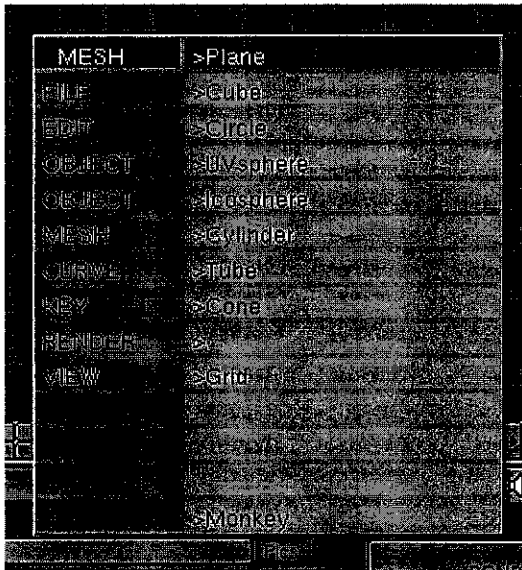 MESH >Plane
FILE >Cube
EDIT >Circle
OBJECT >UVsphere
OBJECT >Icosphere
MESH >Cylinder
CURVE >Tube
KEY >Cone
RENDER >
VIEW >Grid
>Monkey